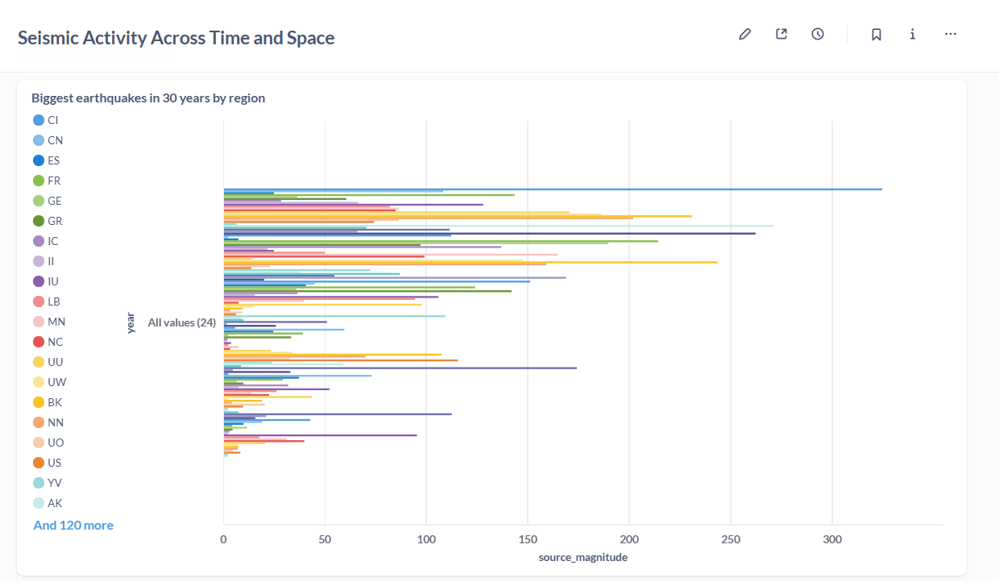 Seismic Activity Across Time and Space
Biggest earthquakes in 30 years by region
CI
CN
ES
FR
GE
GR
IC
II
IU
LB
MN
NC
UU
UW
BK
NN
UO
US
YV
AK
And 120 more
year
All values (24)
0 50 100 150 200 250 300
source_magnitude